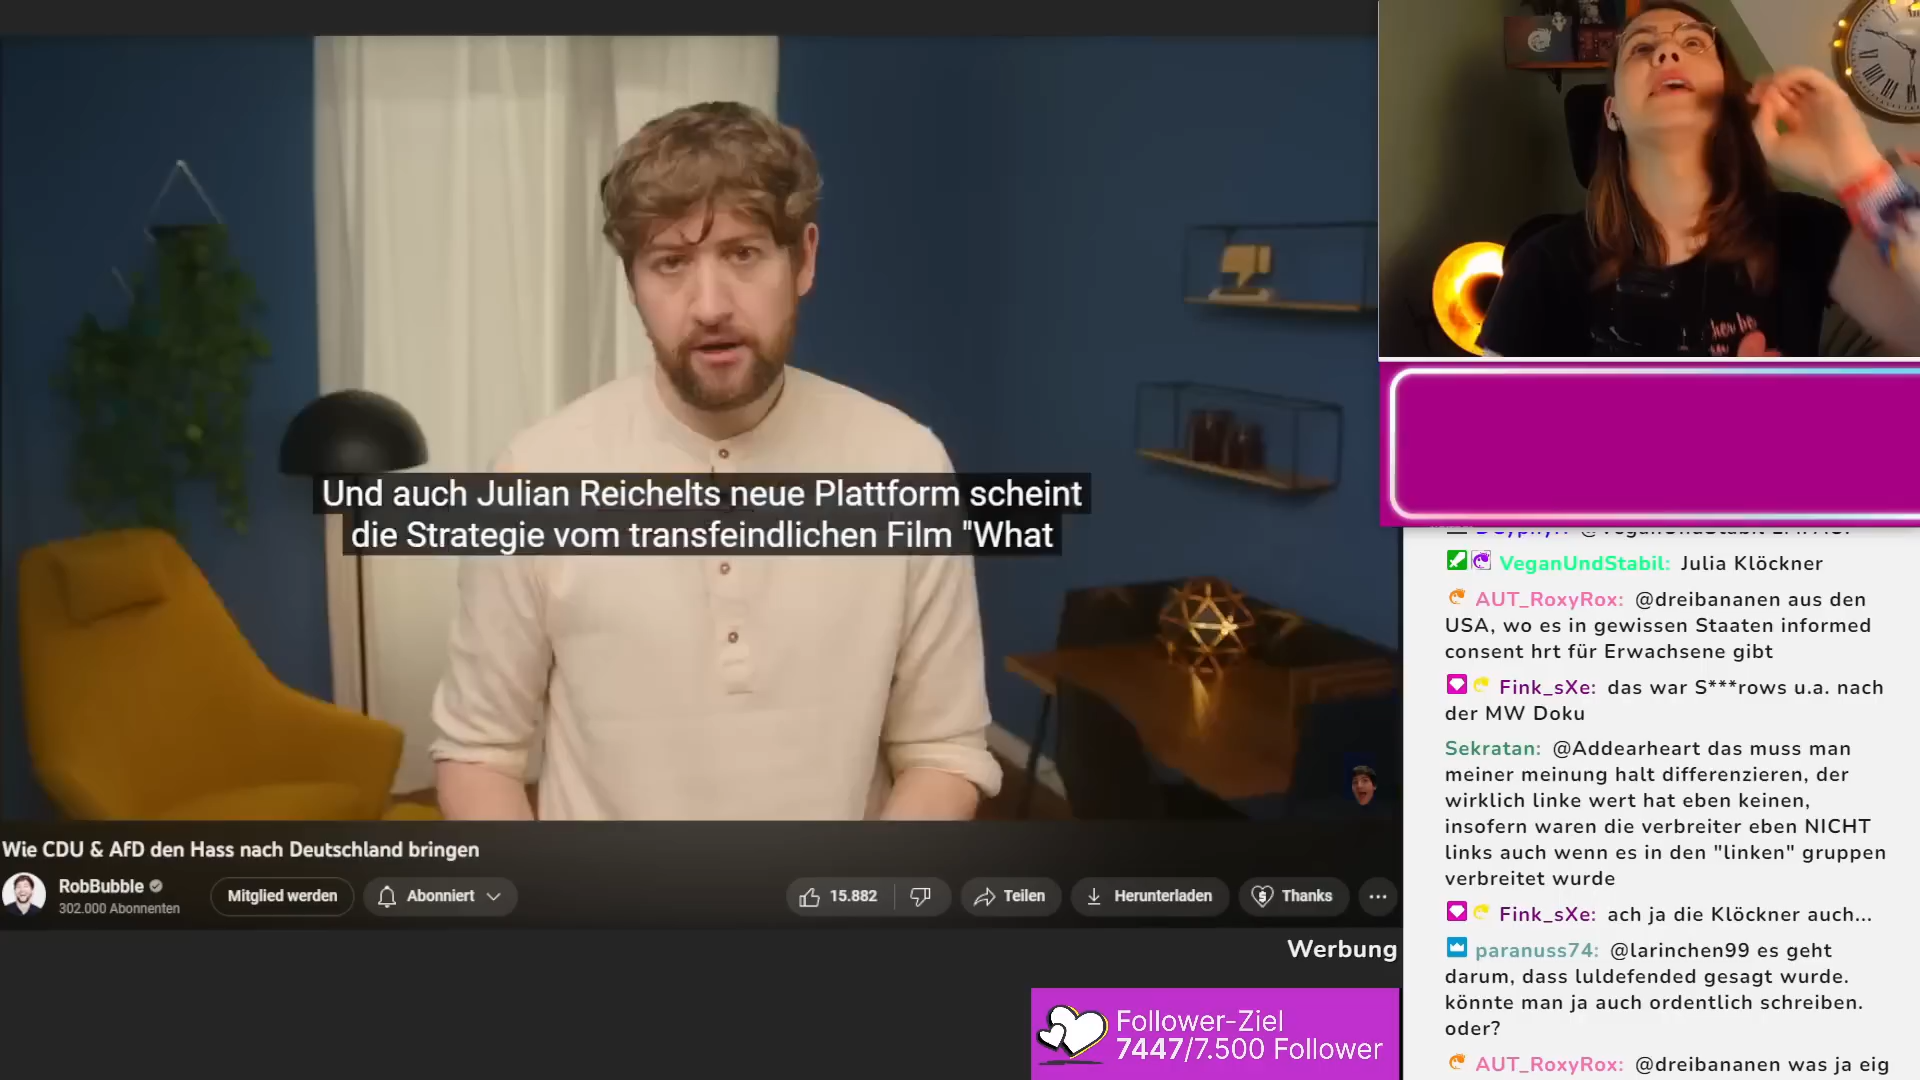 Und auch Julian Reichelts neue Plattform scheint
die Strategie vom transfeindlichen Film "What
Wie CDU & AfD den Hass nach Deutschland bringen
RobBubble
302.000 Abonnenten
Mitglied werden
Abonniert
15.882
Teilen
Herunterladen
Thanks
Werbung
Follower-Ziel
7447/7.500 Follower
VeganUndStabil: Julia Klöckner
AUT_RoxyRox: @dreibananen aus den
USA, wo es in gewissen Staaten informed
consent hrt für Erwachsene gibt
Fink_sXe: das war S***rows u.a. nach
der MW Doku
Sekratan: @Addearheart das muss man
meiner meinung halt differenzieren, der
wirklich linke wert hat eben keinen,
insofern waren die verbreiter eben NICHT
links auch wenn es in den "linken" gruppen
verbreitet wurde
Fink_sXe: ach ja die Klöckner auch...
paranuss74: @larinchen99 es geht
darum, dass luldefended gesagt wurde.
könnte man ja auch ordentlich schreiben.
oder?
AUT_RoxyRox: @dreibananen was ja eig